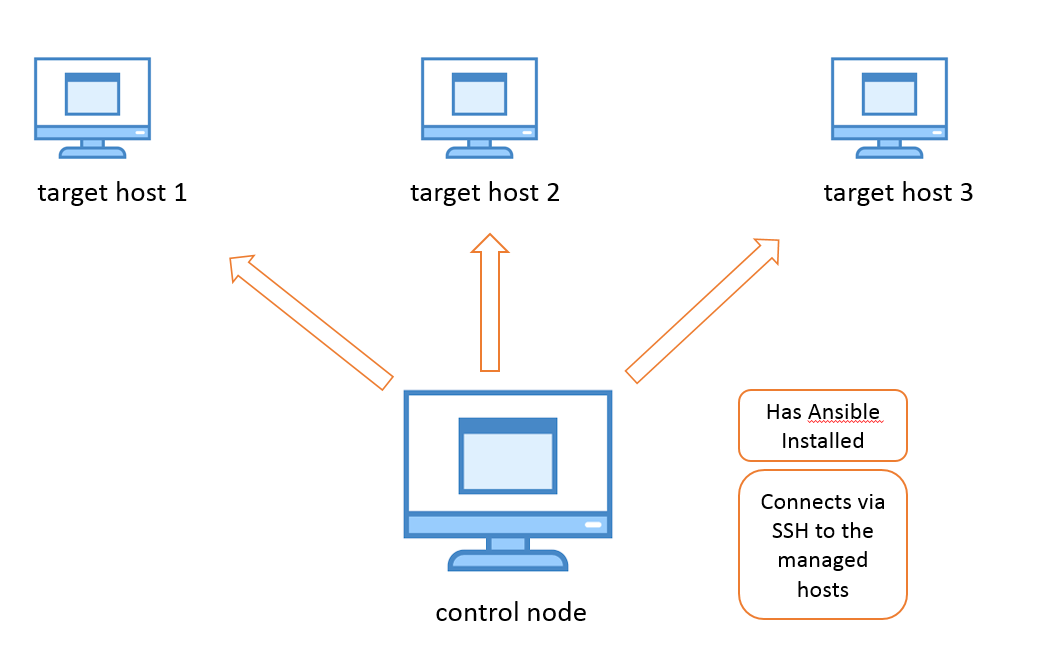 target host 1
target host 2
target host 3
Has Ansible
Installed
Connects via
SSH to the
managed
hosts
control node